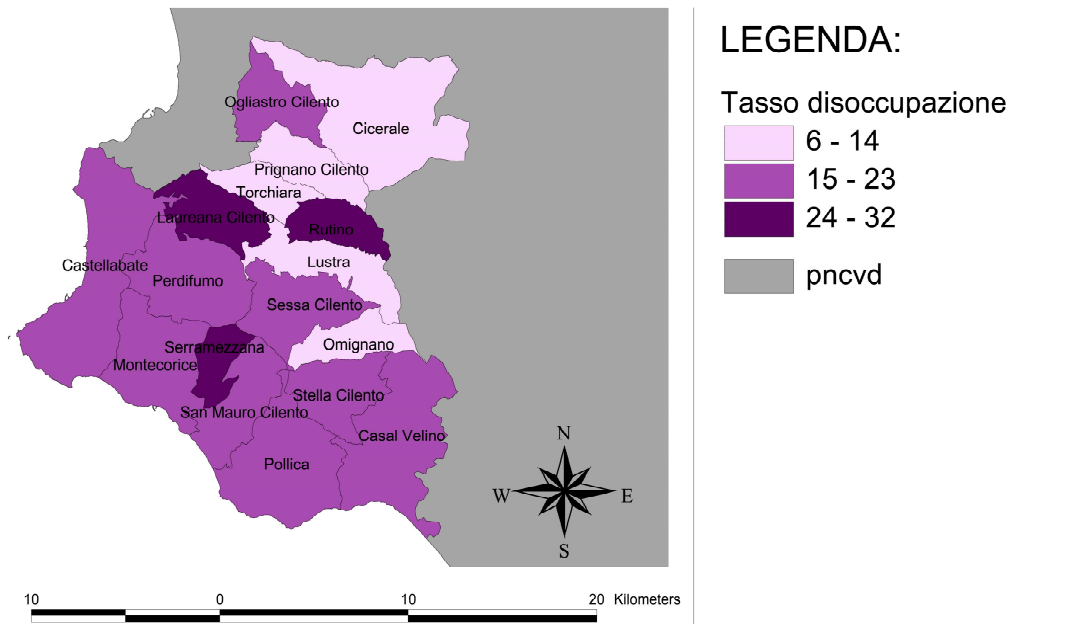 LEGENDA:
Tasso disoccupazione
6 - 14
15 - 23
24 - 32
pncvd
Ogliastro Cilento
Cicerale
Prignano Cilento
Torchiara
Laureana Cilento
Rutino
Lustra
Castellabate
Perdifumo
Sessa Cilento
Omignano
Serramezzana
Montecorice
Stella Cilento
San Mauro Cilento
Casal Velino
Pollica
N
W
E
S
10 0 10 20 Kilometers